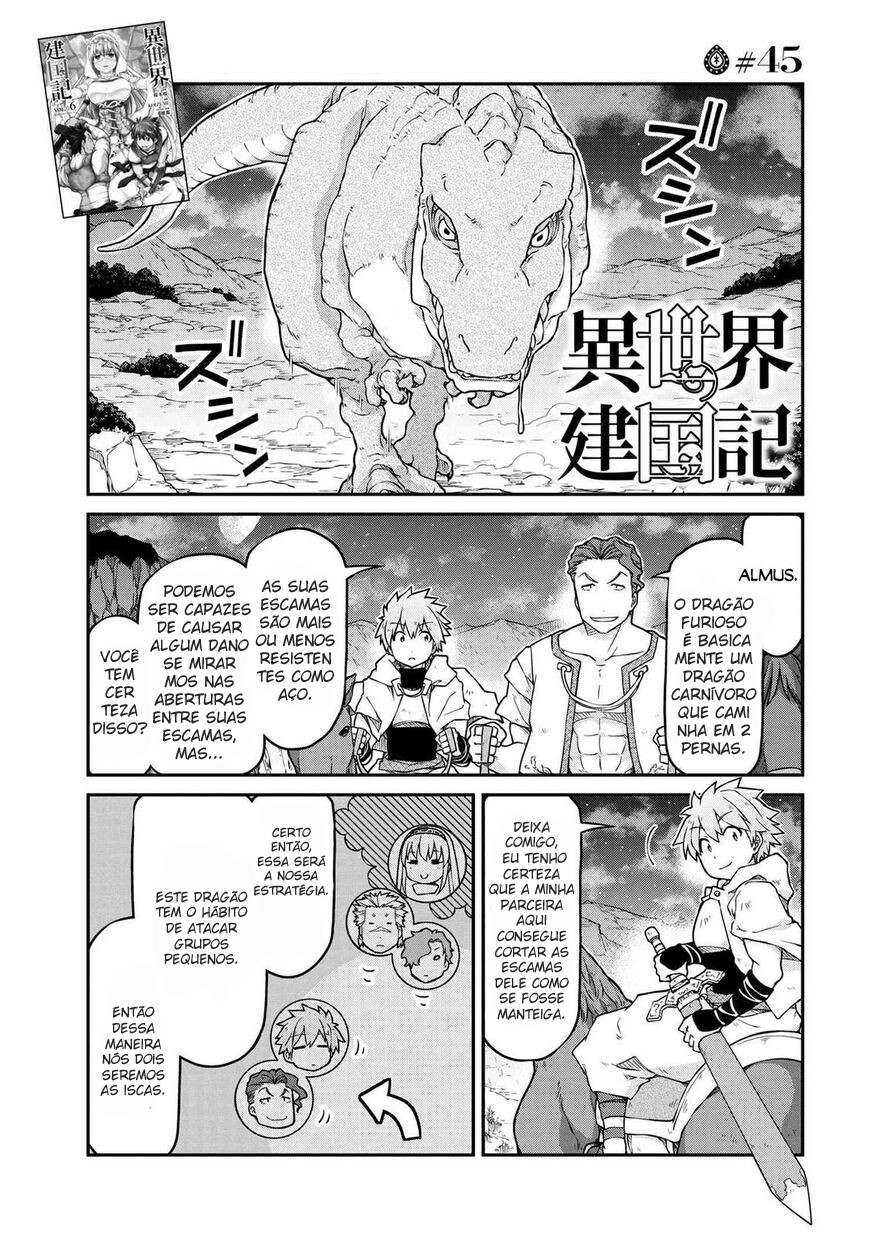 #45
異世界
建国記
VOL. 6
ズシン
ズシン
異世界
建国記
ALMUS.
O DRAGÃO
FURIOSO
É BASICA
MENTE UM
DRAGÃO
CARNÍVORO
QUE CAMI
NHA EM 2
PERNAS.
AS SUAS
ESCAMAS
SÃO MAIS
OU MENOS
RESISTEN
TES COMO
AÇO.
PODEMOS
SER CAPAZES
DE CAUSAR
ALGUM DANO
SE MIRAR
MOS NAS
ABERTURAS
ENTRE SUAS
ESCAMAS,
MAS...
VOCÊ
TEM
CER
TEZA
DISSO?
DEIXA
COMIGO,
EU TENHO
CERTEZA
QUE A MINHA
PARCEIRA
AQUI
CONSEGUE
CORTAR AS
ESCAMAS
DELE COMO
SE FOSSE
MANTEIGA.
CERTO
ENTÃO,
ESSA SERÁ
A NOSSA
ESTRATÉGIA.
ESTE DRAGÃO
TEM O HÁBITO
DE ATACAR
GRUPOS
PEQUENOS.
ENTÃO
DESSA
MANEIRA
NÓS DOIS
SEREMOS
AS ISCAS.